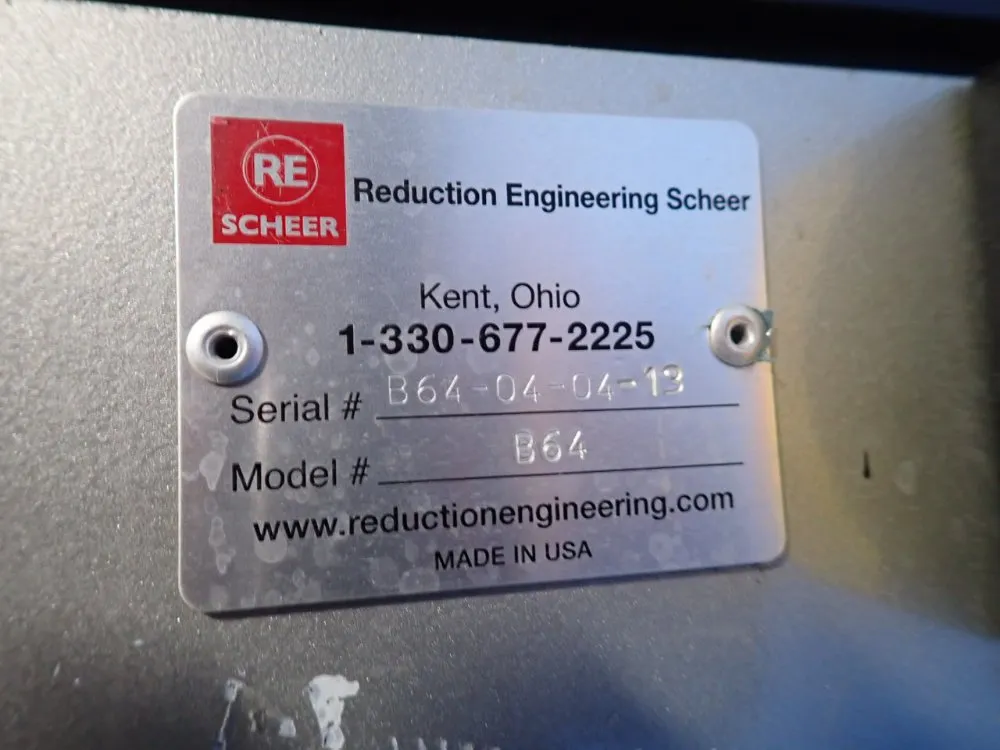 RE
SCHEER
Reduction Engineering Scheer
Kent, Ohio
1-330-677-2225
Serial # B64-04-04-13
Model # B64
www.reductionengineering.com
MADE IN USA